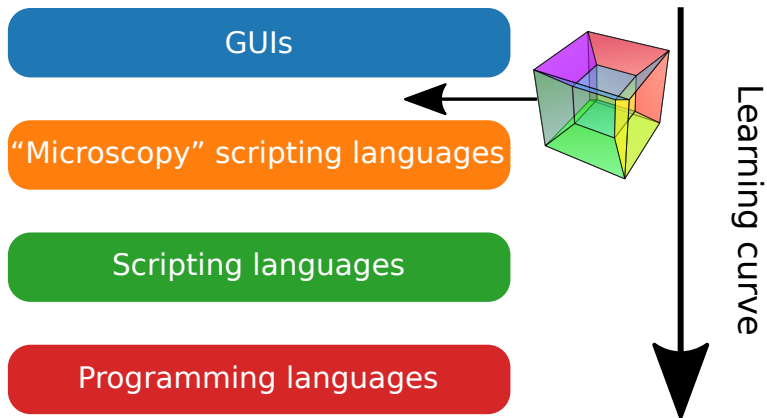 GUIs
“Microscopy” scripting languages
Scripting languages
Programming languages
Learning curve